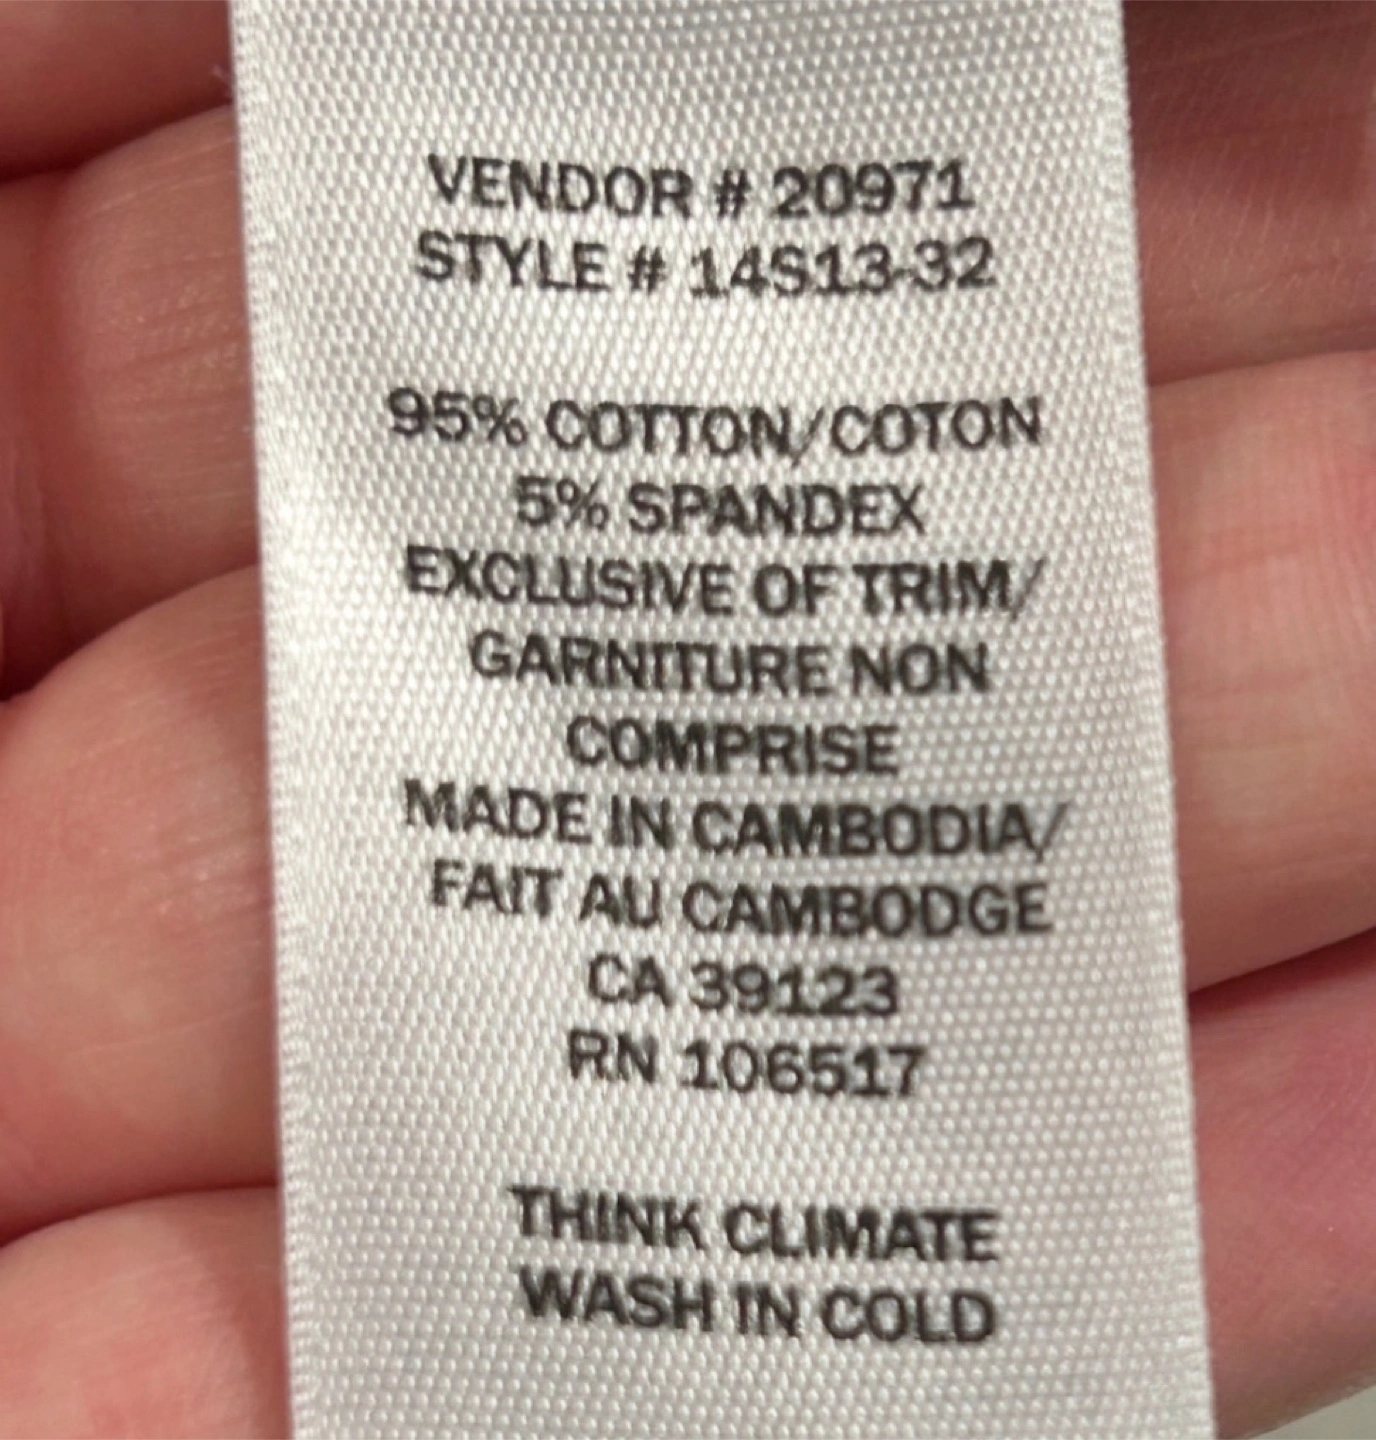 VENDOR # 20971
STYLE # 14S13-32
95% COTTON/COTON
5% SPANDEX
EXCLUSIVE OF TRIM/
GARNITURE NON
COMPRISE
MADE IN CAMBODIA/
FAIT AU CAMBODGE
CA 39123
RN 106517
THINK CLIMATE
WASH IN COLD